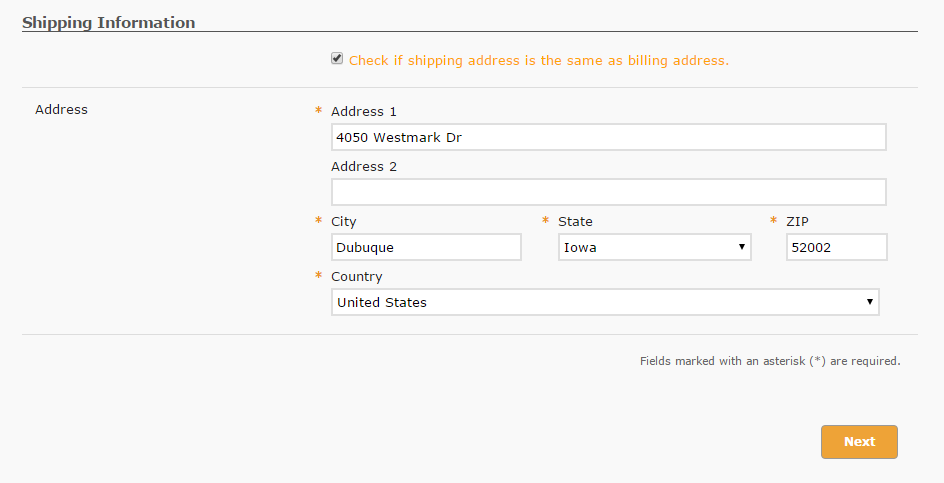 Shipping Information
Check if shipping address is the same as billing address.
Address
* Address 1
4050 Westmark Dr
Address 2
* City * State * ZIP
Dubuque Iowa 52002
* Country
United States
Fields marked with an asterisk (*) are required.
Next